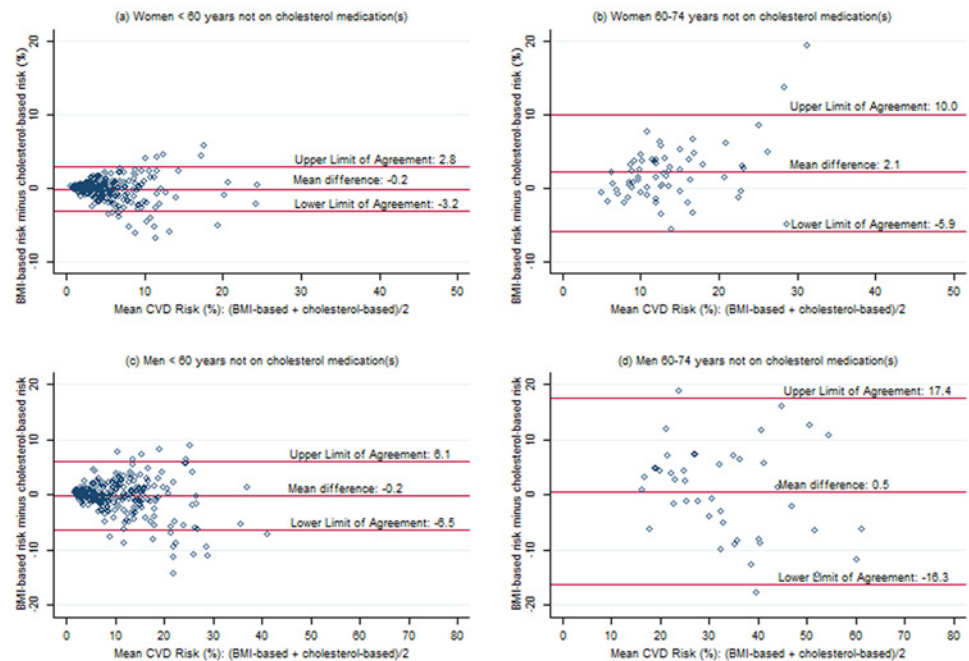 (a) Women < 60 years not on cholesterol medication(s)
BMI-based risk minus cholesterol-based risk (%)
20
10
0
-10
Upper Limit of Agreement: 2.8
Mean difference: -0.2
Lower Limit of Agreement: -3.2
0 10 20 30 40 50
Mean CVD Risk (%): (BMI-based + cholesterol-based)/2
(b) Women 60-74 years not on cholesterol medication(s)
BMI-based risk minus cholesterol-based risk (%)
20
10
0
-10
Upper Limit of Agreement: 10.0
Mean difference: 2.1
Lower Limit of Agreement: -5.9
0 10 20 30 40 50
Mean CVD Risk (%): (BMI-based + cholesterol-based)/2
(c) Men < 60 years not on cholesterol medication(s)
BMI-based risk minus cholesterol-based risk (%)
20
10
0
-10
-20
Upper Limit of Agreement: 6.1
Mean difference: -0.2
Lower Limit of Agreement: -6.5
0 10 20 30 40 50 60 70 80
Mean CVD Risk (%): (BMI-based + cholesterol-based)/2
(d) Men 60-74 years not on cholesterol medication(s)
BMI-based risk minus cholesterol-based risk (%)
20
10
0
-10
-20
Upper Limit of Agreement: 17.4
Mean difference: 0.5
Lower Limit of Agreement: -16.3
0 10 20 30 40 50 60 70 80
Mean CVD Risk (%): (BMI-based + cholesterol-based)/2